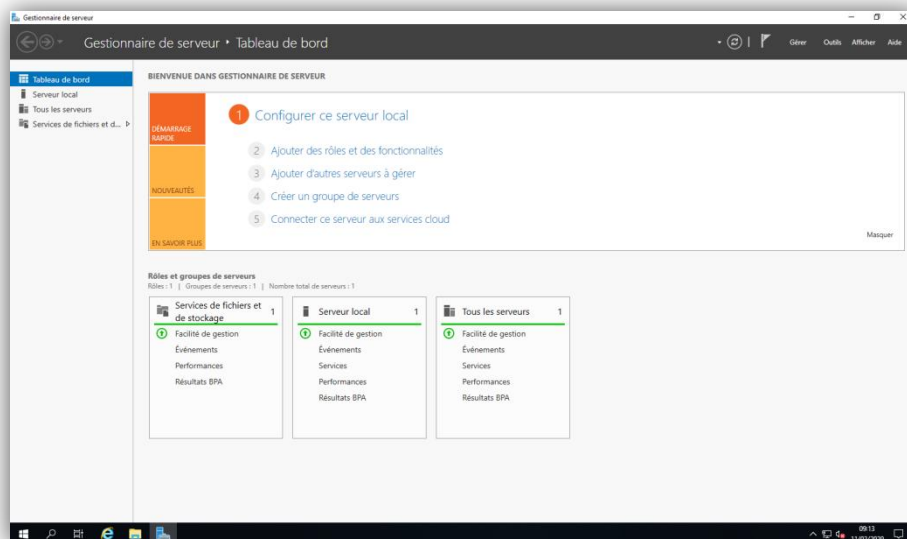 Gestionnaire de serveur
Gestionnaire de serveur ‣ Tableau de bord
Gérer Outils Afficher Aide
Tableau de bord
Serveur local
Tous les serveurs
Services de fichiers et d...
BIENVENUE DANS GESTIONNAIRE DE SERVEUR
DÉMARRAGE
RAPIDE
NOUVEAUTÉS
EN SAVOIR PLUS
1 Configurer ce serveur local
2 Ajouter des rôles et des fonctionnalités
3 Ajouter d'autres serveurs à gérer
4 Créer un groupe de serveurs
5 Connecter ce serveur aux services cloud
Masquer
Rôles et groupes de serveurs
Rôles : 1 | Groupes de serveurs : 1 | Nombre total de serveurs : 1
Services de fichiers et
de stockage 1
Facilité de gestion
Événements
Performances
Résultats BPA
Serveur local 1
Facilité de gestion
Événements
Services
Performances
Résultats BPA
Tous les serveurs 1
Facilité de gestion
Événements
Services
Performances
Résultats BPA
09:13